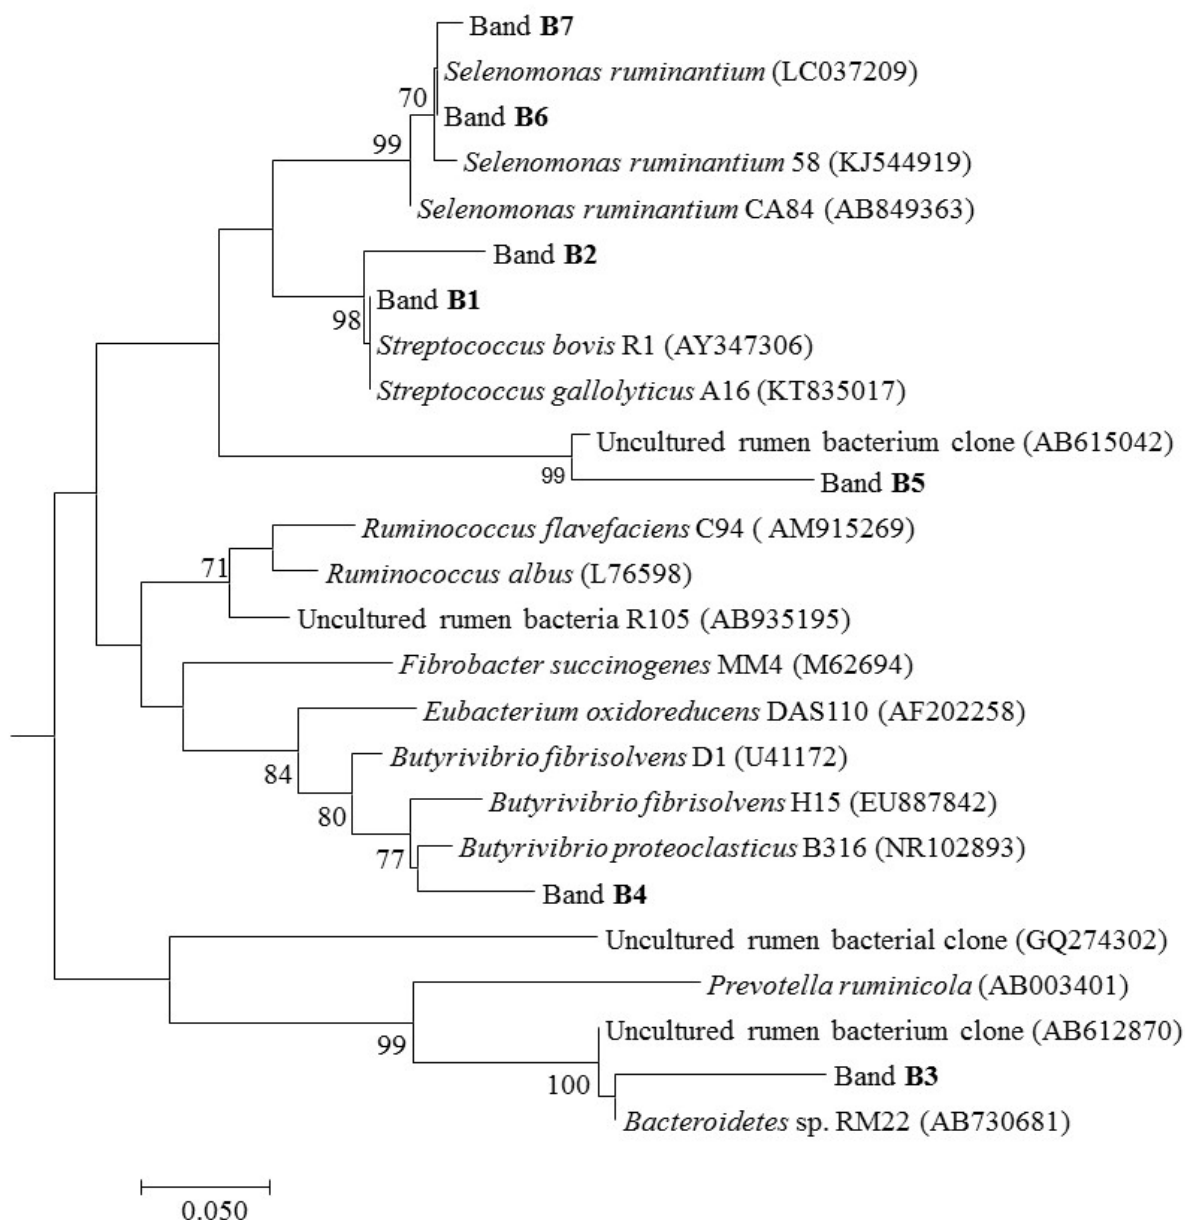 Band B7
Selenomonas ruminantium (LC037209)
70
Band B6
99
Selenomonas ruminantium 58 (KJ544919)
Selenomonas ruminantium CA84 (AB849363)
Band B2
Band B1
98
Streptococcus bovis R1 (AY347306)
Streptococcus gallolyticus A16 (KT835017)
Uncultured rumen bacterium clone (AB615042)
99
Band B5
Ruminococcus flavefaciens C94 ( AM915269)
71
Ruminococcus albus (L76598)
Uncultured rumen bacteria R105 (AB935195)
Fibrobacter succinogenes MM4 (M62694)
Eubacterium oxidoreducens DAS110 (AF202258)
Butyrivibrio fibrisolvens D1 (U41172)
84
Butyrivibrio fibrisolvens H15 (EU887842)
80
Butyrivibrio proteoclasticus B316 (NR102893)
77
Band B4
Uncultured rumen bacterial clone (GQ274302)
Prevotella ruminicola (AB003401)
Uncultured rumen bacterium clone (AB612870)
99
Band B3
100
Bacteroidetes sp. RM22 (AB730681)
0.050